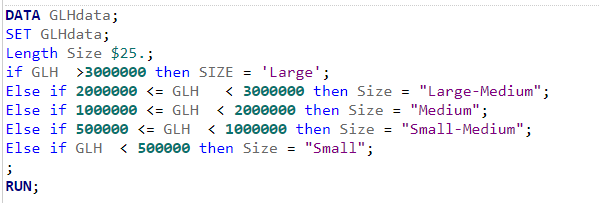 DATA GLHdata;
SET GLHdata;
Length Size $25.;
if GLH  >3000000 then SIZE = 'Large';
Else if 2000000 <= GLH   < 3000000 then Size = "Large-Medium";
Else if 1000000 <= GLH  < 2000000 then Size = "Medium";
Else if 500000 <= GLH  < 1000000 then Size = "Small-Medium";
Else if GLH  < 500000 then Size = "Small";
;
RUN;